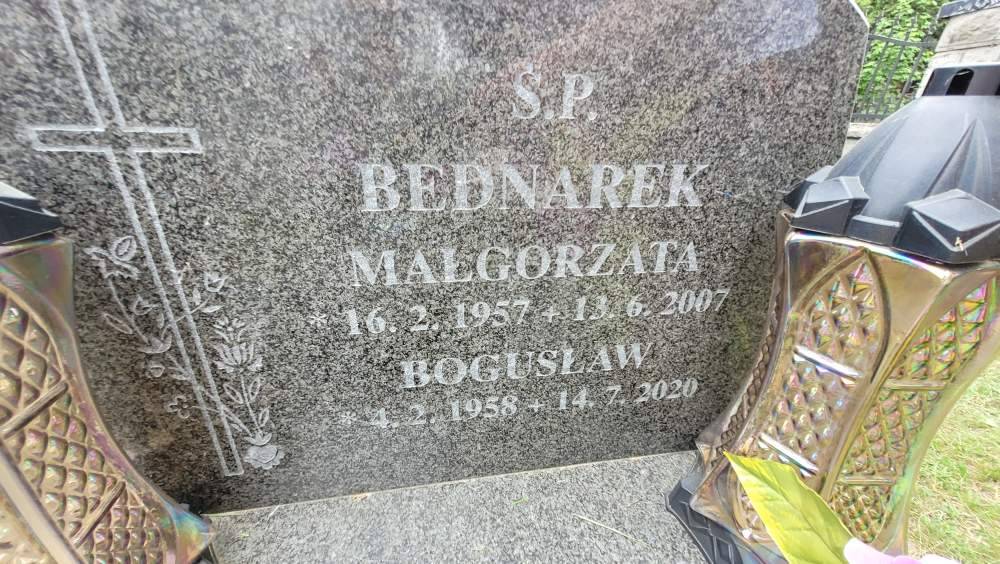 Ś.P.
BEDNAREK
MAŁGORZATA
* 16. 2. 1957 + 13. 6. 2007
BOGUSŁAW
* 4. 2. 1958 + 14. 7. 2020